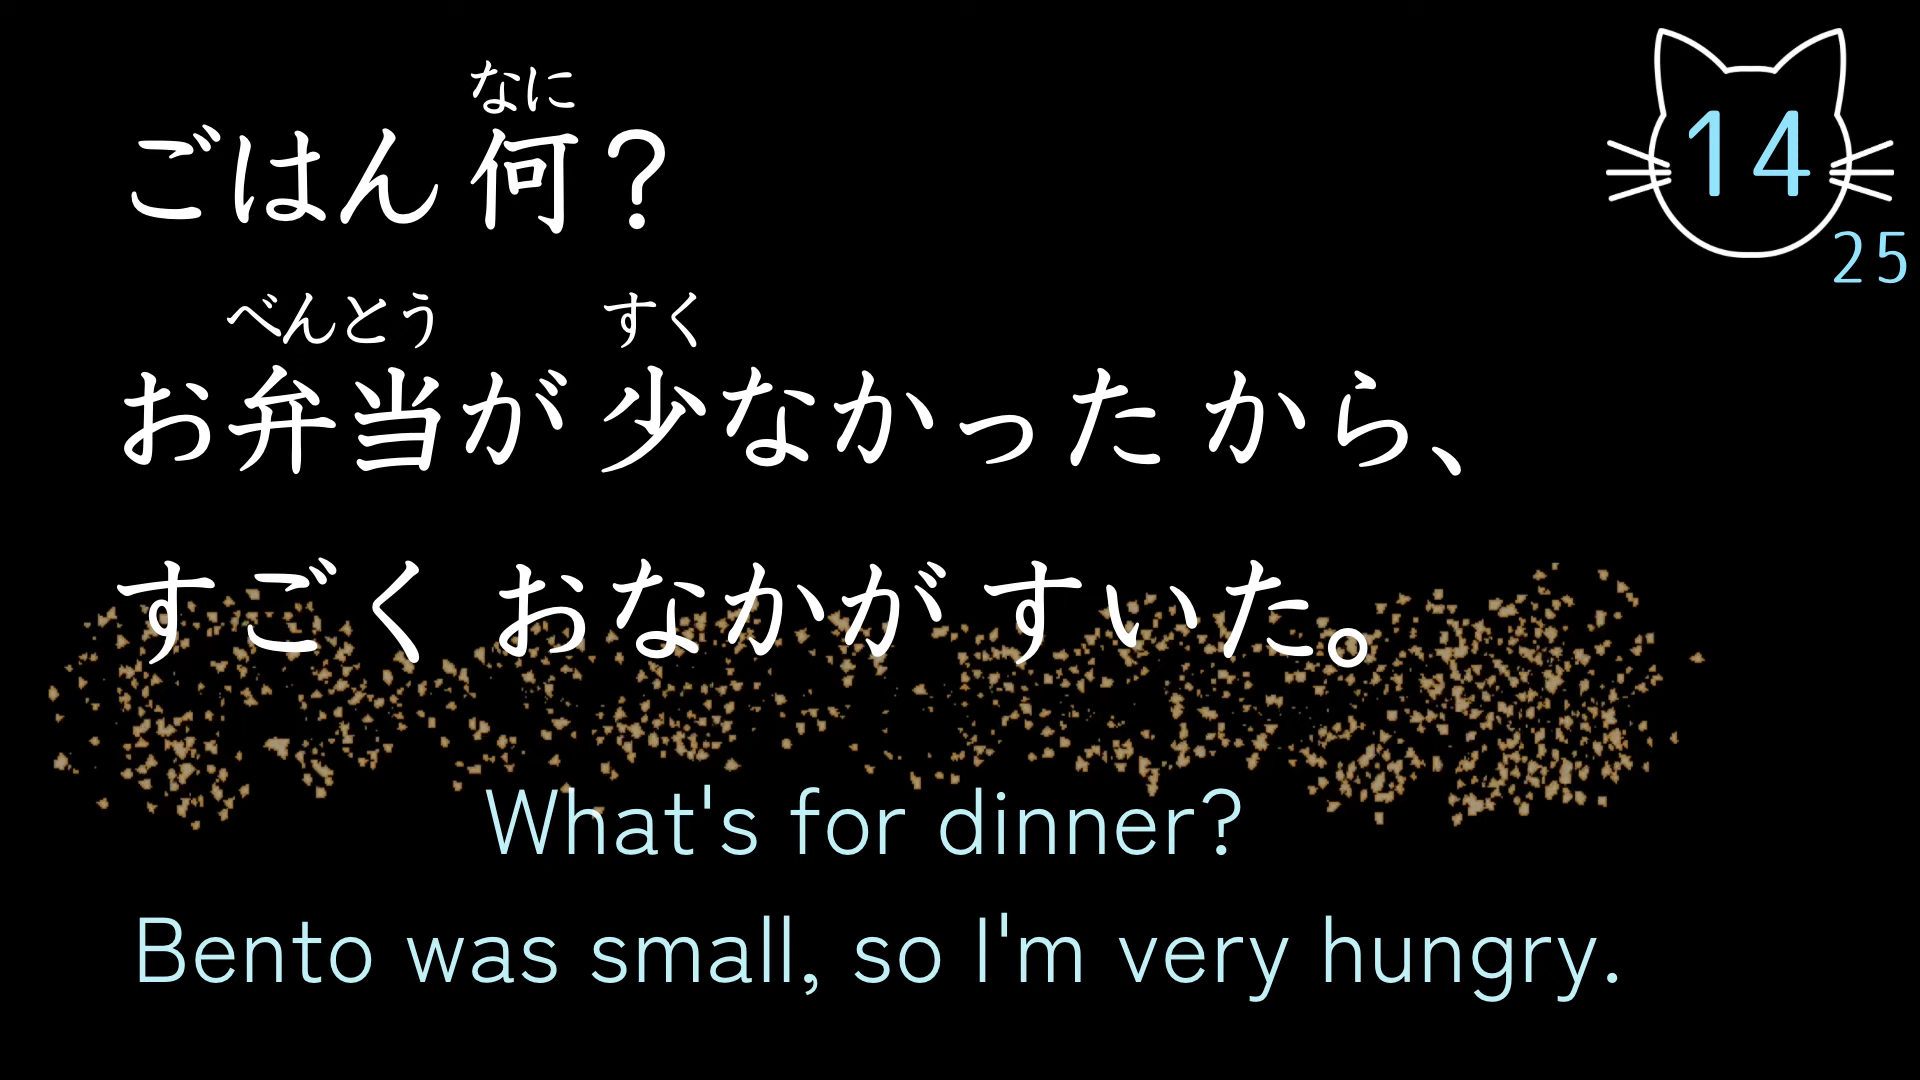 なに
ごはん 何？
べんとう すく
お弁当が 少なかった から、
すごく おなかが すいた。
What's for dinner?
Bento was small, so I'm very hungry.
14
25